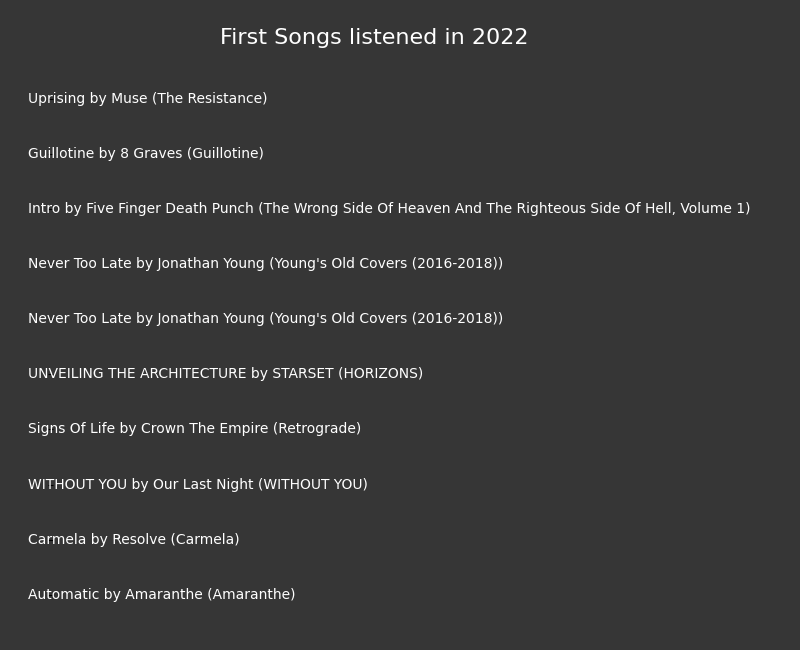 First Songs listened in 2022
Uprising by Muse (The Resistance)
Guillotine by 8 Graves (Guillotine)
Intro by Five Finger Death Punch (The Wrong Side Of Heaven And The Righteous Side Of Hell, Volume 1)
Never Too Late by Jonathan Young (Young's Old Covers (2016-2018))
Never Too Late by Jonathan Young (Young's Old Covers (2016-2018))
UNVEILING THE ARCHITECTURE by STARSET (HORIZONS)
Signs Of Life by Crown The Empire (Retrograde)
WITHOUT YOU by Our Last Night (WITHOUT YOU)
Carmela by Resolve (Carmela)
Automatic by Amaranthe (Amaranthe)